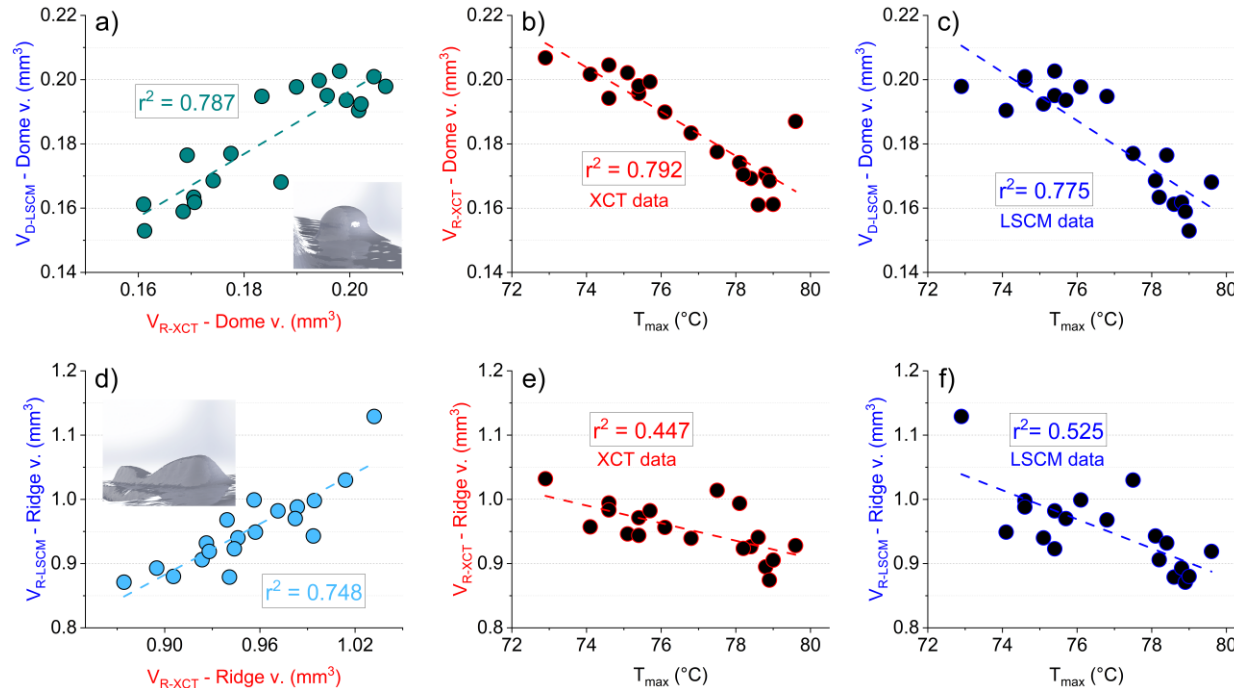 a)
V_D-LSCM - Dome v. (mm³)
0.22
0.20
0.18
0.16
0.14
r² = 0.787
0.16 0.18 0.20
V_R-XCT - Dome v. (mm³)
b)
V_R-XCT - Dome v. (mm³)
0.22
0.20
0.18
0.16
0.14
r² = 0.792
XCT data
72 74 76 78 80
T_max (°C)
c)
V_D-LSCM - Dome v. (mm³)
0.22
0.20
0.18
0.16
0.14
r² = 0.775
LSCM data
72 74 76 78 80
T_max (°C)
d)
V_R-LSCM - Ridge v. (mm³)
1.2
1.1
1.0
0.9
0.8
r² = 0.748
0.90 0.96 1.02
V_R-XCT - Ridge v. (mm³)
e)
V_R-XCT - Ridge v. (mm³)
1.2
1.1
1.0
0.9
0.8
r² = 0.447
XCT data
72 74 76 78 80
T_max (°C)
f)
V_R-LSCM - Ridge v. (mm³)
1.2
1.1
1.0
0.9
0.8
r²= 0.525
LSCM data
72 74 76 78 80
T_max (°C)